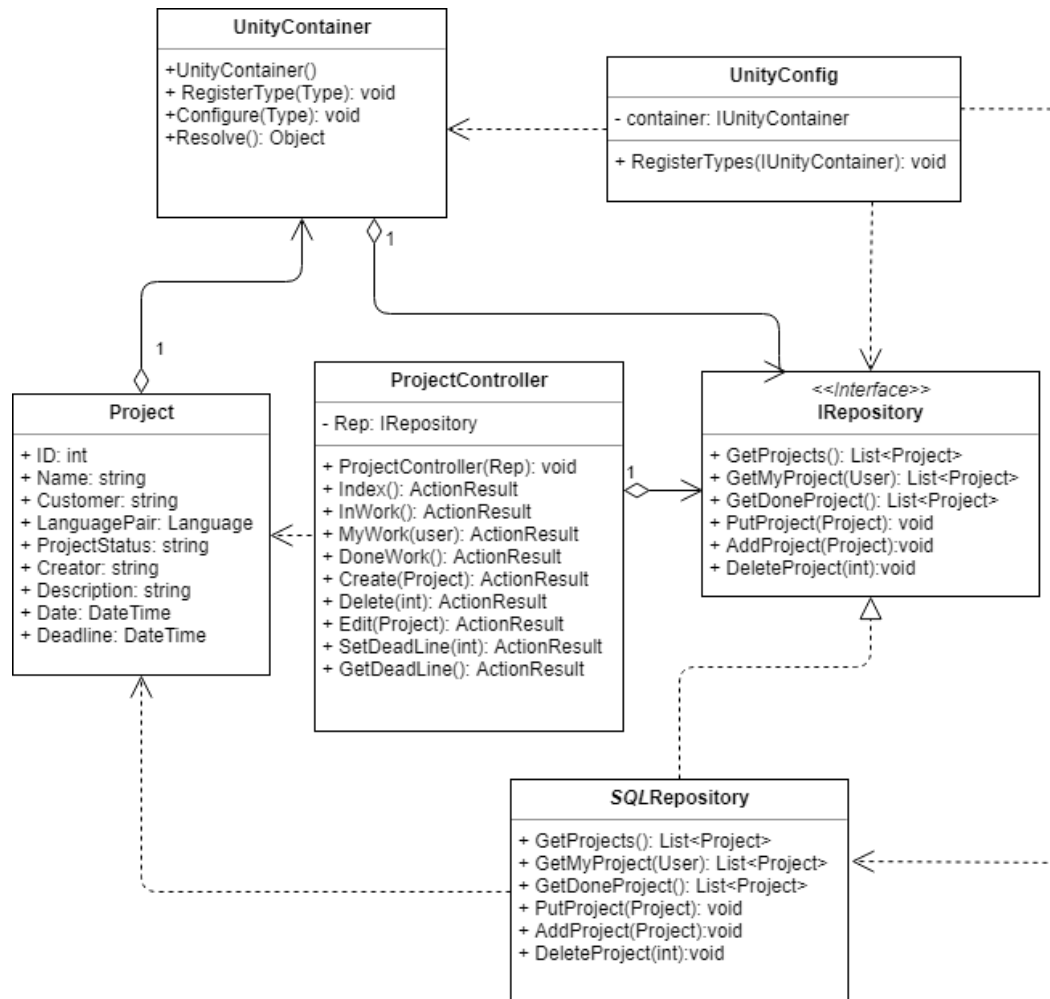 UnityContainer
+UnityContainer()
+ RegisterType(Type): void
+Configure(Type): void
+Resolve(): Object
UnityConfig
- container: IUnityContainer
+ RegisterTypes(IUnityContainer): void
1
1
Project
+ ID: int
+ Name: string
+ Customer: string
+ LanguagePair: Language
+ ProjectStatus: string
+ Creator: string
+ Description: string
+ Date: DateTime
+ Deadline: DateTime
ProjectController
- Rep: IRepository
+ ProjectController(Rep): void
+ Index(): ActionResult
+ InWork(): ActionResult
+ MyWork(user): ActionResult
+ DoneWork(): ActionResult
+ Create(Project): ActionResult
+ Delete(int): ActionResult
+ Edit(Project): ActionResult
+ SetDeadLine(int): ActionResult
+ GetDeadLine(): ActionResult
1
<<Interface>>
IRepository
+ GetProjects(): List<Project>
+ GetMyProject(User): List<Project>
+ GetDoneProject(): List<Project>
+ PutProject(Project): void
+ AddProject(Project):void
+ DeleteProject(int):void
SQLRepository
+ GetProjects(): List<Project>
+ GetMyProject(User): List<Project>
+ GetDoneProject(): List<Project>
+ PutProject(Project): void
+ AddProject(Project):void
+ DeleteProject(int):void